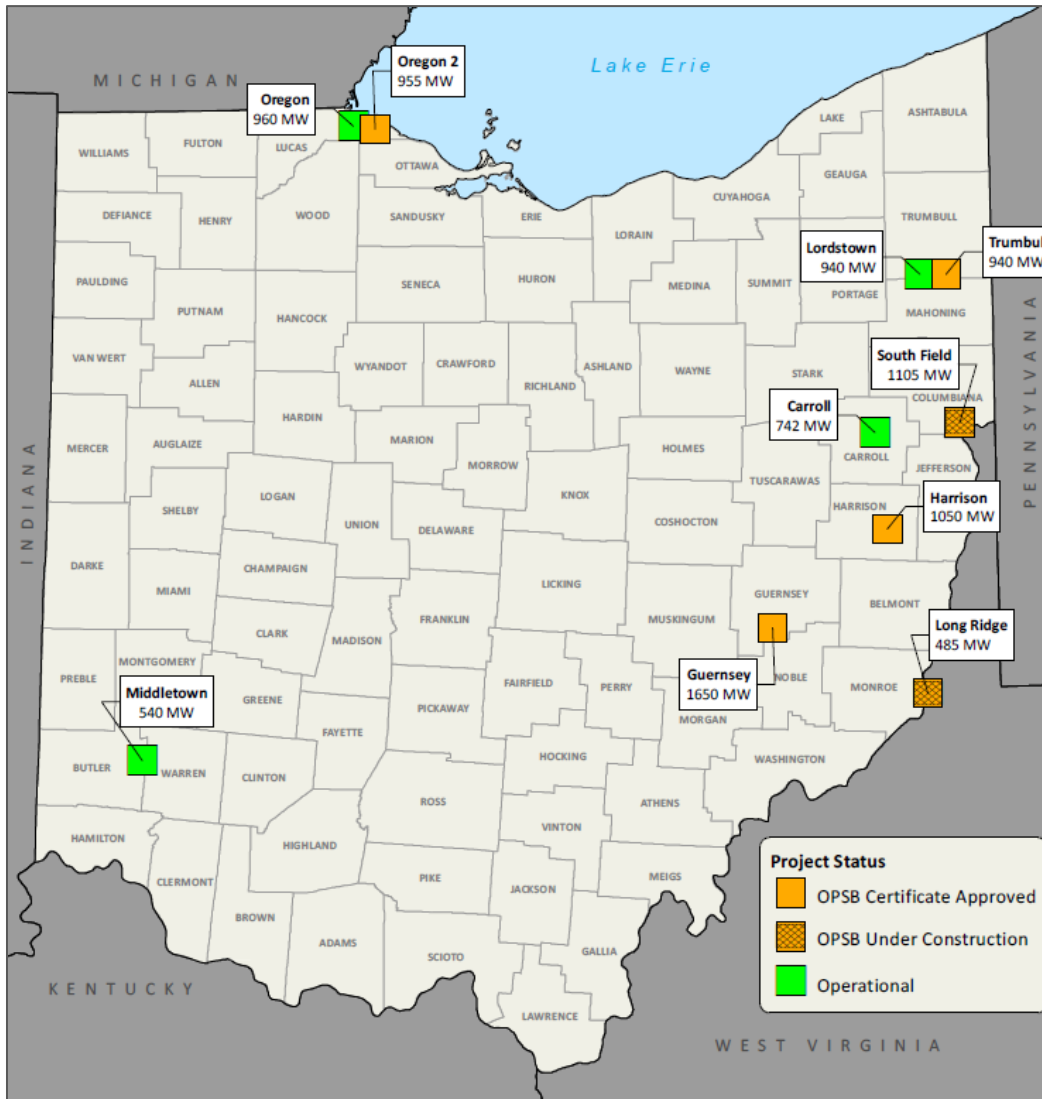 MICHIGAN
Lake Erie
Oregon 2
955 MW
Oregon
960 MW
ASHTABULA
LAKE
WILLIAMS
FULTON
LUCAS
OTTAWA
GEAUGA
CUYAHOGA
DEFIANCE
HENRY
WOOD
SANDUSKY
ERIE
LORAIN
TRUMBULL
Lordstown
940 MW
Trumbul
940 MW
PAULDING
PUTNAM
HANCOCK
SENECA
HURON
MEDINA
SUMMIT
PORTAGE
MAHONING
VAN WERT
ALLEN
WYANDOT
CRAWFORD
RICHLAND
ASHLAND
WAYNE
STARK
South Field
1105 MW
COLUMBIANA
Carroll
742 MW
CARROLL
MERCER
AUGLAIZE
HARDIN
MARION
MORROW
HOLMES
TUSCARAWAS
JEFFERSON
HARRISON
Harrison
1050 MW
PENNSYLVANIA
INDIANA
SHELBY
LOGAN
UNION
DELAWARE
KNOX
COSHOCTON
DARKE
MIAMI
CHAMPAIGN
LICKING
GUERNSEY
BELMONT
CLARK
MADISON
FRANKLIN
MUSKINGUM
Long Ridge
485 MW
PREBLE
MONTGOMERY
GREENE
FAIRFIELD
PERRY
Guernsey
1650 MW
NOBLE
MONROE
Middletown
540 MW
FAYETTE
PICKAWAY
MORGAN
BUTLER
WARREN
CLINTON
HOCKING
WASHINGTON
ROSS
ATHENS
HAMILTON
HIGHLAND
VINTON
CLERMONT
PIKE
JACKSON
MEIGS
BROWN
ADAMS
SCIOTO
GALLIA
LAWRENCE
KENTUCKY
WEST VIRGINIA
Project Status
OPSB Certificate Approved
OPSB Under Construction
Operational